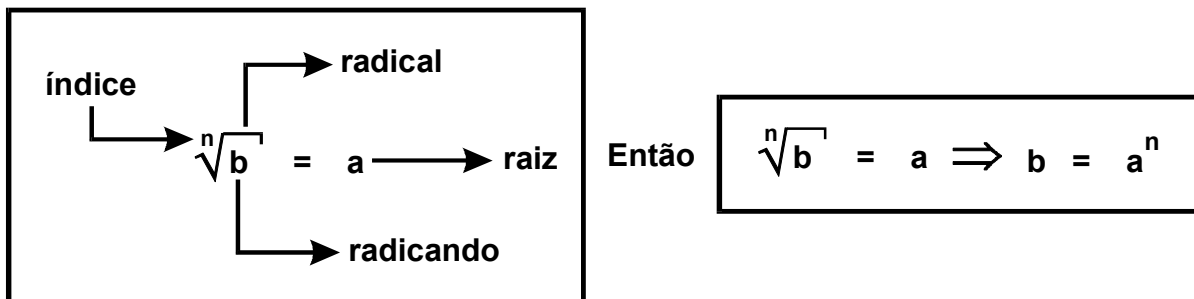 radical
índice
ⁿ√b = a raiz
radicando
Então
ⁿ√b = a ⇒ b = aⁿ